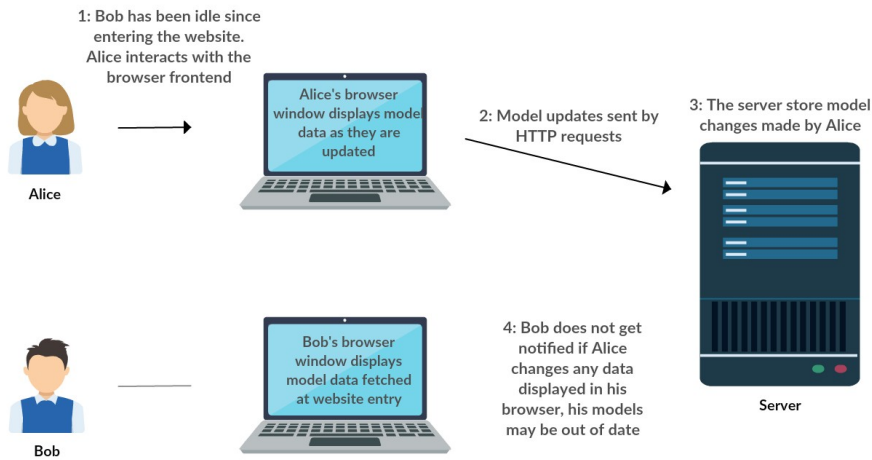 1: Bob has been idle since
entering the website.
Alice interacts with the
browser frontend
Alice
Alice's browser
window displays model
data as they are
updated
2: Model updates sent by
HTTP requests
3: The server store model
changes made by Alice
Bob
Bob's browser
window displays
model data fetched
at website entry
4: Bob does not get
notified if Alice
changes any data
displayed in his
browser, his models
may be out of date
Server